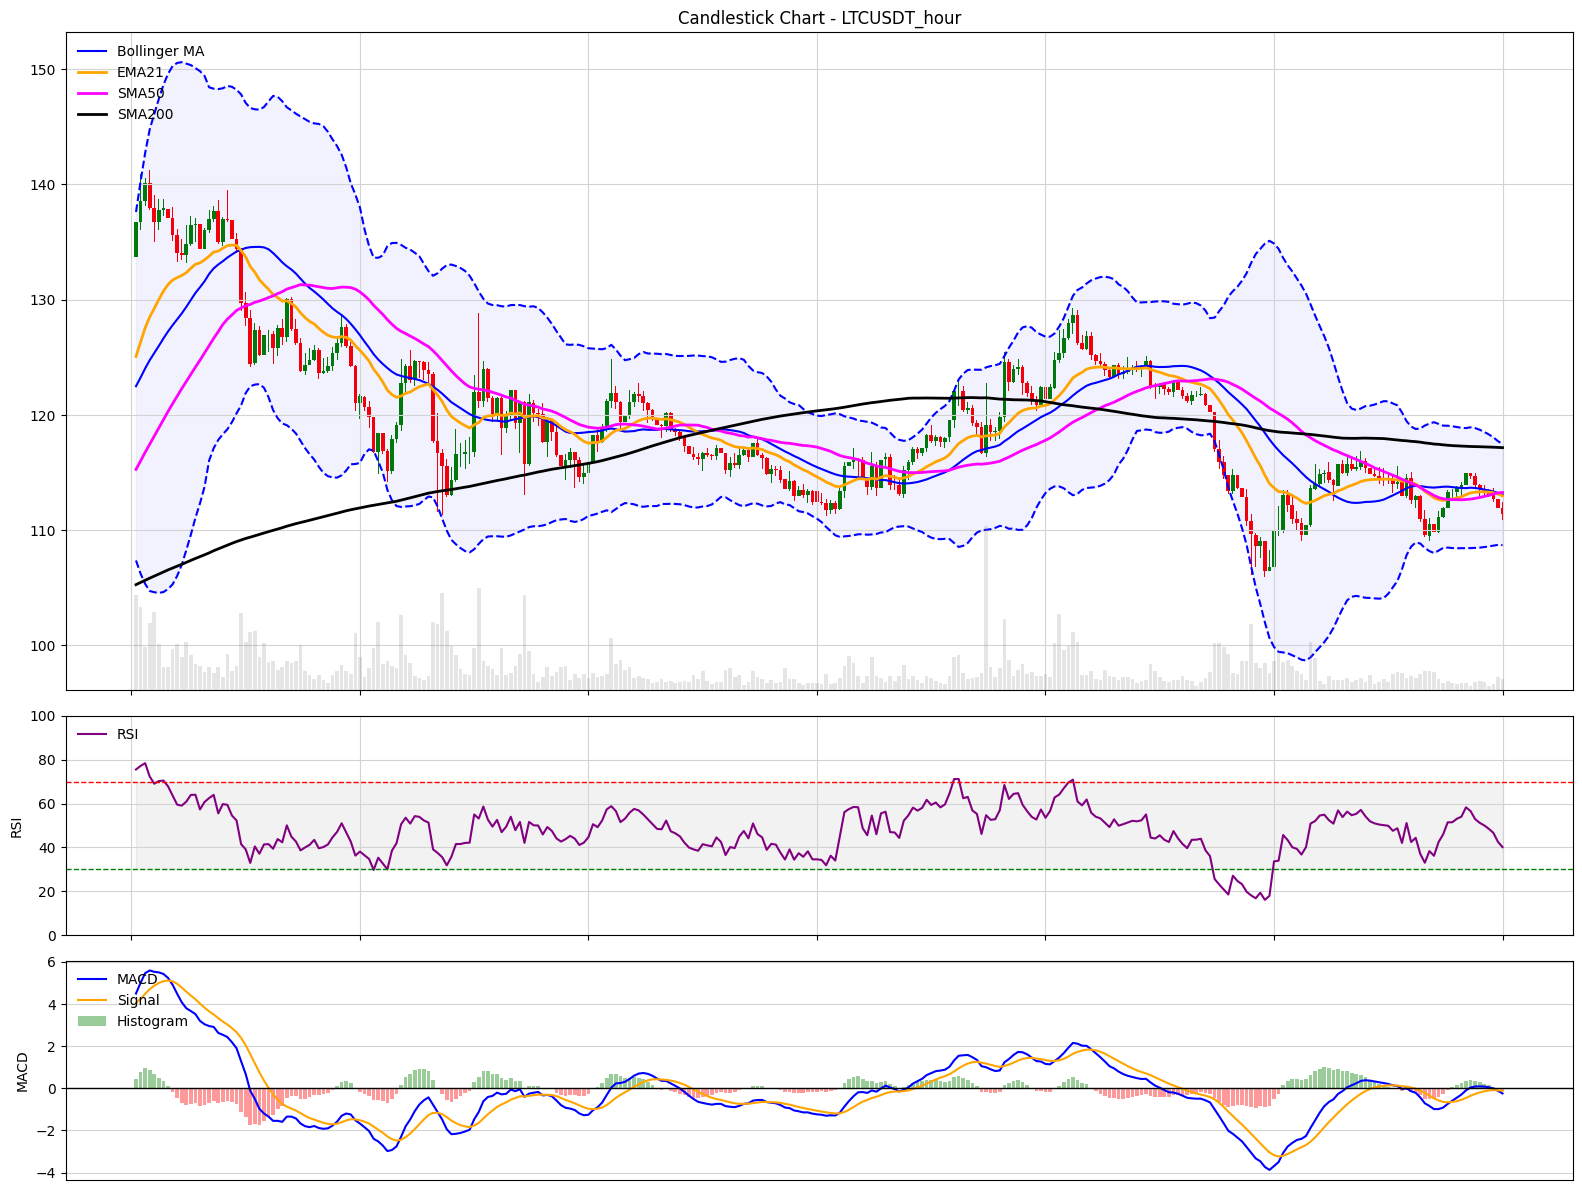 Candlestick Chart - LTCUSDT_hour
Bollinger MA
EMA21
SMA50
SMA200
150
140
130
120
110
100
RSI
100
80
60
40
20
0
RSI
MACD
Signal
Histogram
6
4
2
0
−2
−4
MACD